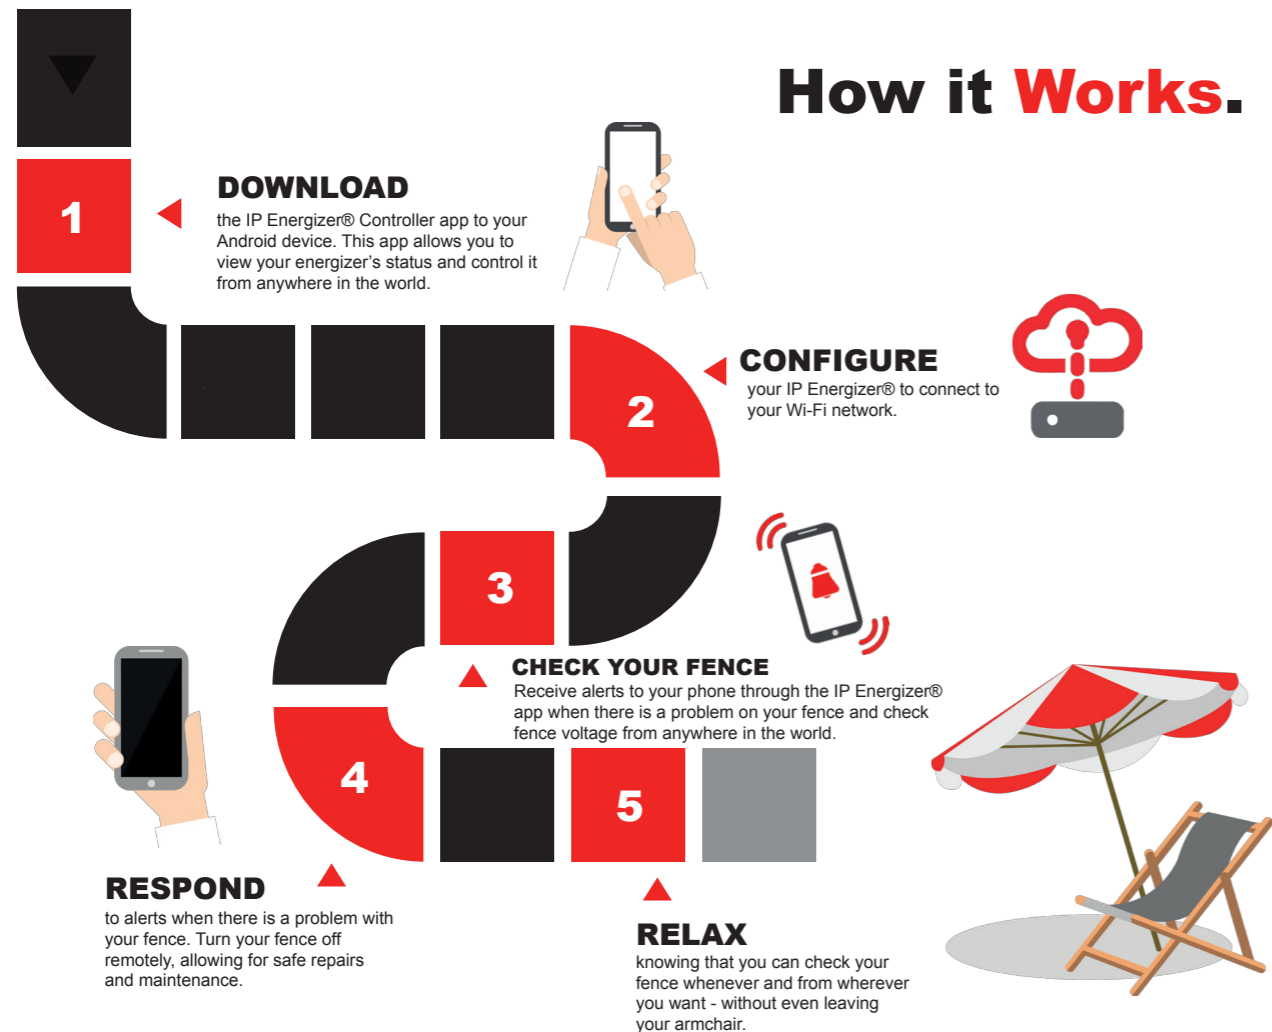 How it Works.
1
DOWNLOAD
the IP Energizer® Controller app to your
Android device. This app allows you to
view your energizer’s status and control it
from anywhere in the world.
2
CONFIGURE
your IP Energizer® to connect to
your Wi-Fi network.
3
CHECK YOUR FENCE
Receive alerts to your phone through the IP Energizer®
app when there is a problem on your fence and check
fence voltage from anywhere in the world.
4
RESPOND
to alerts when there is a problem with
your fence. Turn your fence off
remotely, allowing for safe repairs
and maintenance.
5
RELAX
knowing that you can check your
fence whenever and from wherever
you want - without even leaving
your armchair.